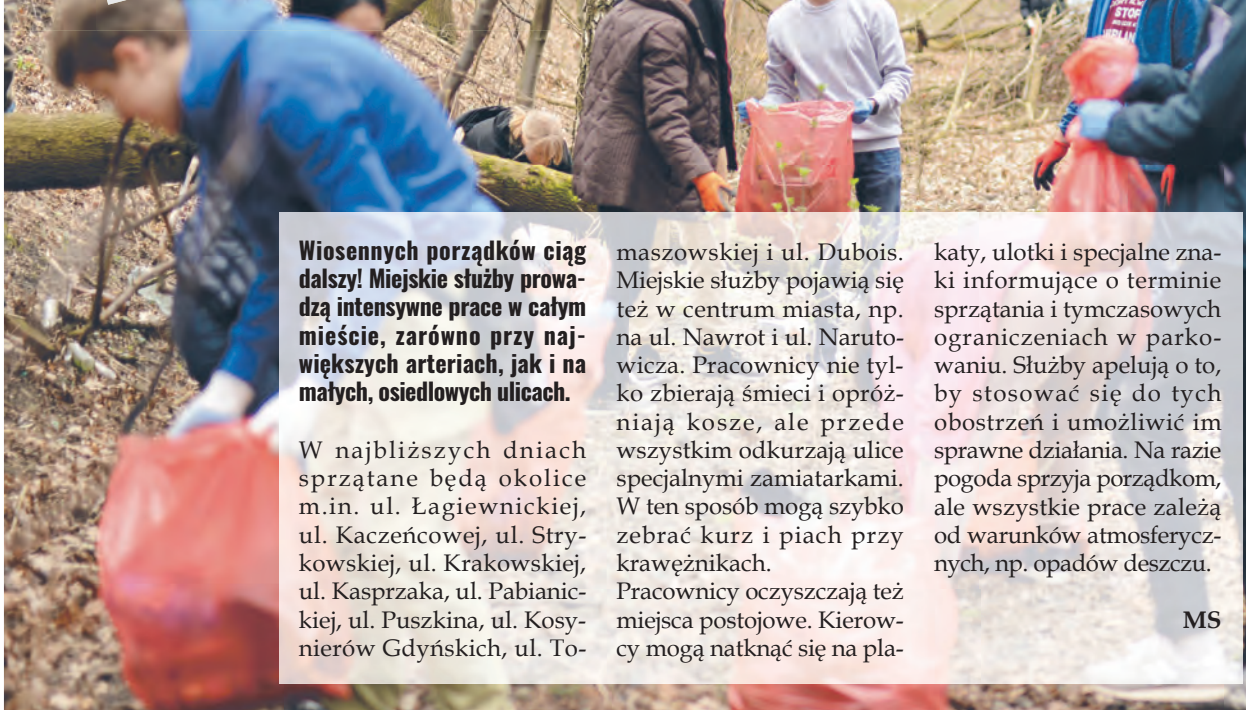 STOP
Wiosennych porządków ciąg
dalszy! Miejskie służby prowa-
dzą intensywne prace w całym
mieście, zarówno przy naj-
większych arteriach, jak i na
małych, osiedlowych ulicach.
W najbliższych dniach
sprzątane będą okolice
m.in. ul. Łagiewnickiej,
ul. Kaczeńcowej, ul. Stry-
kowskiej, ul. Krakowskiej,
ul. Kasprzaka, ul. Pabianic-
kiej, ul. Puszkina, ul. Kosy-
nierów Gdyńskich, ul. To-
maszowskiej i ul. Dubois.
Miejskie służby pojawią się
też w centrum miasta, np.
na ul. Nawrot i ul. Naruto-
wicza. Pracownicy nie tyl-
ko zbierają śmieci i opróż-
niają kosze, ale przede
wszystkim odkurzają ulice
specjalnymi zamiatarkami.
W ten sposób mogą szybko
zebrać kurz i piach przy
krawężnikach.
Pracownicy oczyszczają też
miejsca postojowe. Kierow-
cy mogą natknąć się na pla-
katy, ulotki i specjalne zna-
ki informujące o terminie
sprzątania i tymczasowych
ograniczeniach w parko-
waniu. Służby apelują o to,
by stosować się do tych
obostrzeń i umożliwić im
sprawne działania. Na razie
pogoda sprzyja porządkom,
ale wszystkie prace zależą
od warunków atmosferycz-
nych, np. opadów deszczu.
MS